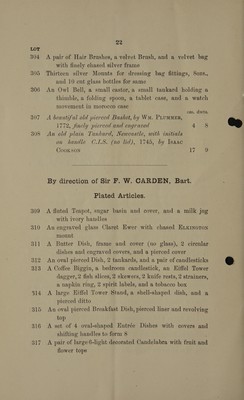 22
LOT
304 A pair of Hair Brushes, a velvet Brush, and a velvet bag
with finely chased silver frame
305 Thirteen silver Mounts for dressing bag fittings, 8ozs.,
and 10 cut glass bottles for same
306 An Owl Bell, a small caster, a small tankard holding a
thimble, a folding spoon, a tablet case, and a watch
movement in morocco case
ozs. dwts.
307 A beautiful old pierced Basket, by WM. PLUMMER,
1772, finely pierced and engraved 4 8
308 An old plain Tankard, Newcastle, with initials
on handle C.I.S. (no lid), 1745, by ISAAC
COOKSON 17 8
By direction of Sir F. W. CARDEN, Bart.
Plated Articles.
309 A fluted Teapot, sugar basin and cover, and a milk jug
with ivory handles
310 An engraved glass Claret Ewer with chased ELKINGTON
mount
311 A Butter Dish, frame and cover (no glass), 2 circular
dishes and engraved covers, and a pierced cover
312 An oval pierced Dish, 2 tankards, and a pair of candlesticks
313 A Coffee Biggin, a bedroom candlestick, an Eiffel Tower
dagger, 2 fish slices, 2 skewers, 2 knife rests, 2 strainers,
a napkin ring, 2 spirit labels, and a tobacco box
314 A large Eiffel Tower Stand, a shell-shaped dish, and a
pierced ditto
315 An oval pierced Breakfast Dish, pierced liner and revolving
top
316 A set of 4 oval-shaped Entrée Dishes with covers and
shifting handles to form 8
317 A pair of large 6-light decorated Candelabra with fruit and
flower tops